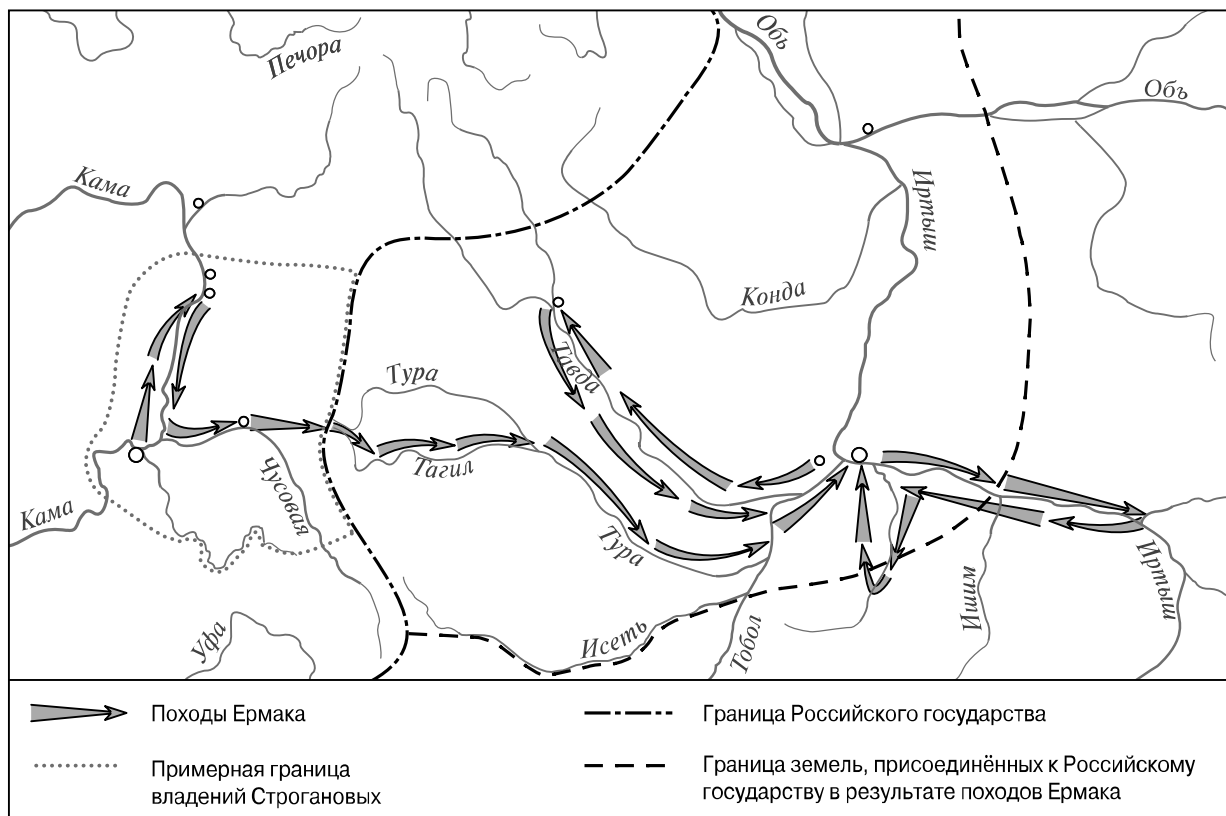 Печора
Обь
Обь
Кама
Иртыш
Конда
Тавда
Тура
Тагил
Чусовая
Кама
Тура
Иртыш
Ишим
Исеть
Тобол
Уфа
Походы Ермака
Примерная граница
владений Строгановых
Граница Российского государства
Граница земель, присоединённых к Российскому
государству в результате походов Ермака